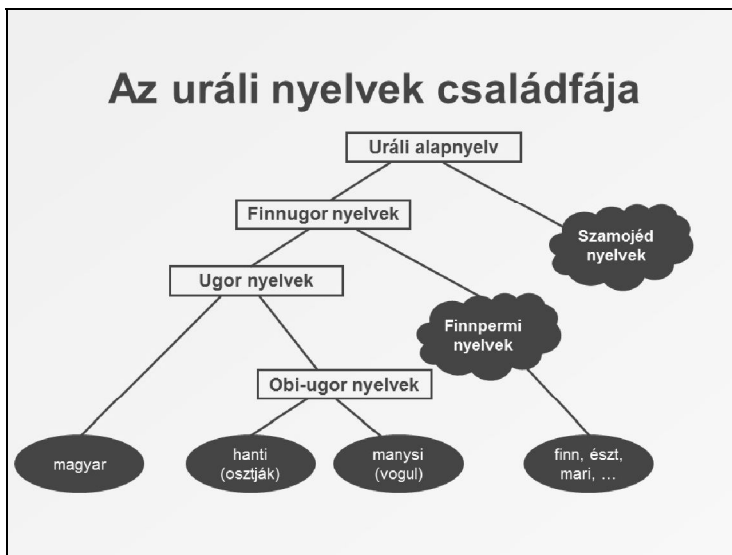 Az uráli nyelvek családfája
Uráli alapnyelv
Finnugor nyelvek
Szamojéd
nyelvek
Ugor nyelvek
Finnpermi
nyelvek
Obi-ugor nyelvek
magyar
hanti
(osztják)
manysi
(vogul)
finn, észt,
mari, ...